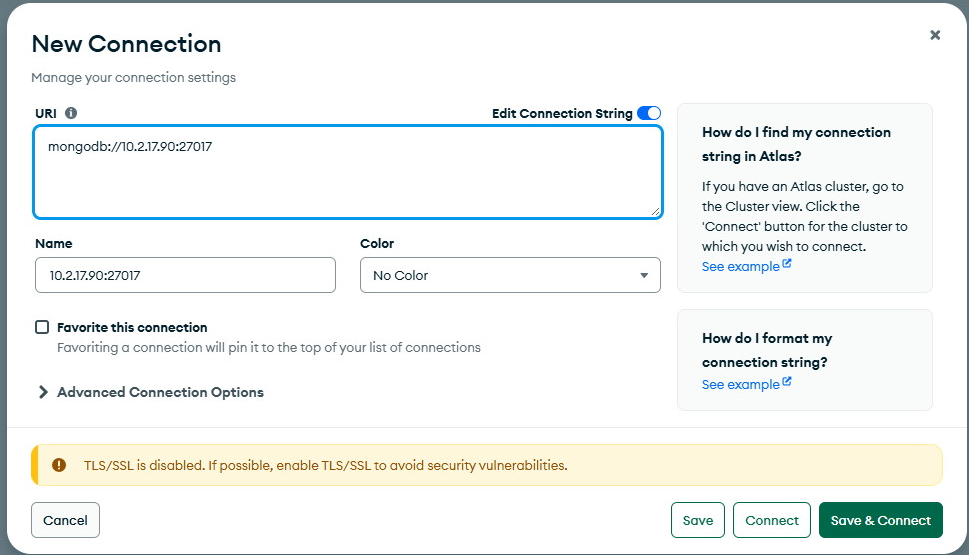 New Connection
Manage your connection settings
URI
Edit Connection String
mongodb://10.2.17.90:27017
Name
Color
10.2.17.90:27017
No Color
Favorite this connection
Favoriting a connection will pin it to the top of your list of connections
Advanced Connection Options
How do I find my connection
string in Atlas?
If you have an Atlas cluster, go to
the Cluster view. Click the
'Connect' button for the cluster to
which you wish to connect.
See example
How do I format my
connection string?
See example
TLS/SSL is disabled. If possible, enable TLS/SSL to avoid security vulnerabilities.
Cancel
Save
Connect
Save & Connect